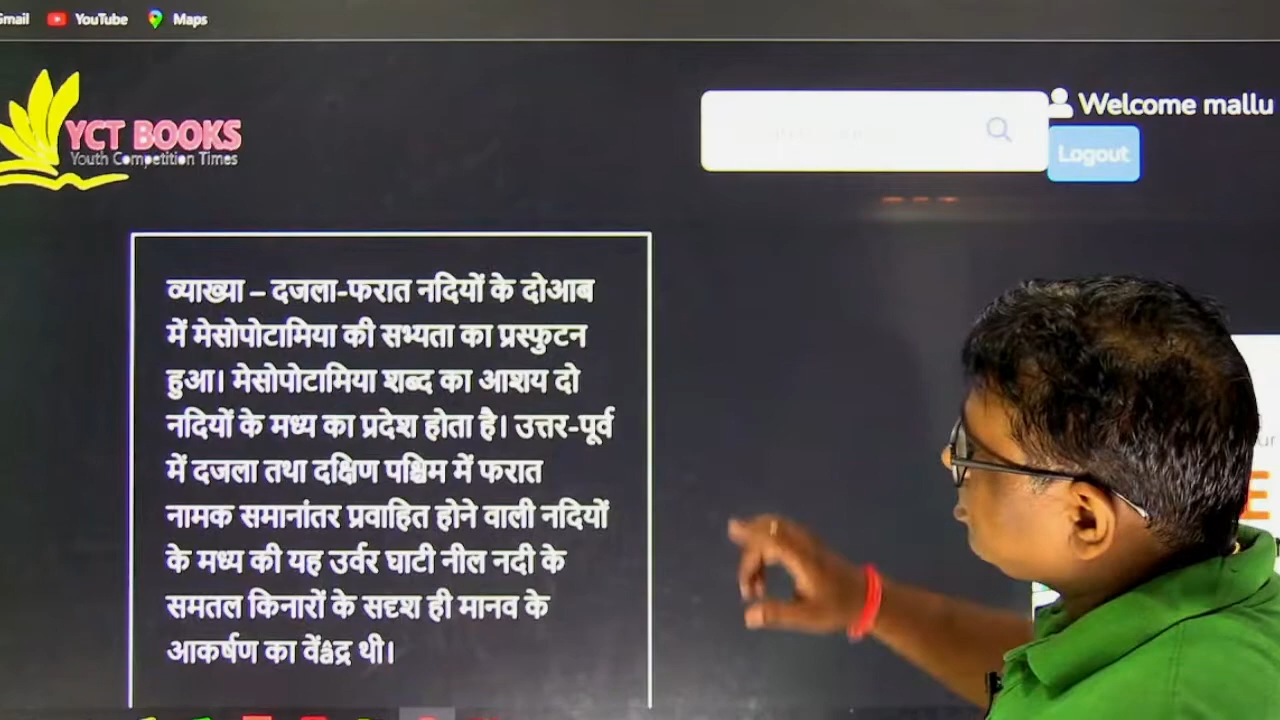 Gmail
YouTube
Maps
YCT BOOKS
Youth Competition Times
Welcome mallu
Logout
व्याख्या – दजला-फरात नदियों के दोआब
में मेसोपोटामिया की सभ्यता का प्रस्फुटन
हुआ। मेसोपोटामिया शब्द का आशय दो
नदियों के मध्य का प्रदेश होता है। उत्तर-पूर्व
में दजला तथा दक्षिण पश्चिम में फरात
नामक समानांतर प्रवाहित होने वाली नदियों
के मध्य की यह उर्वर घाटी नील नदी के
समतल किनारों के सदृश ही मानव के
आकर्षण का वेंâद्र थी।
E